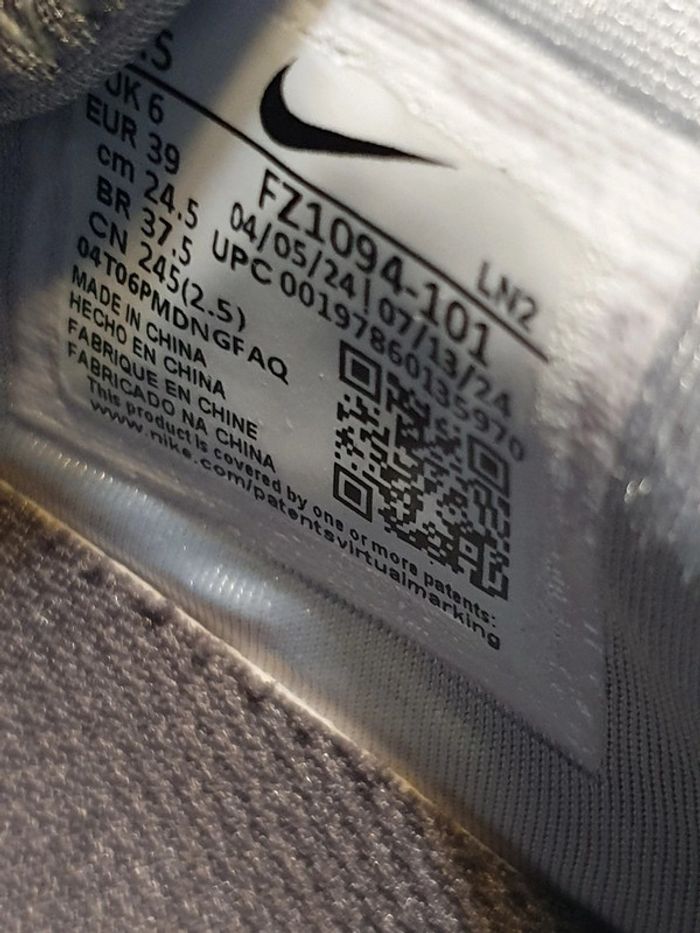 UK 6
EUR 39
cm 24.5
BR 37.5
CN 245(2.5)
04T06PMDNGFAQ
MADE IN CHINA
HECHO EN CHINA
FABRIQUE EN CHINE
FABRICADO NA CHINA
This product is covered by one or more patents:
www.nike.com/patentsvirtualmarking
LN2
FZ1094-101
04/05/24|07/13/24
UPC 00197860135970